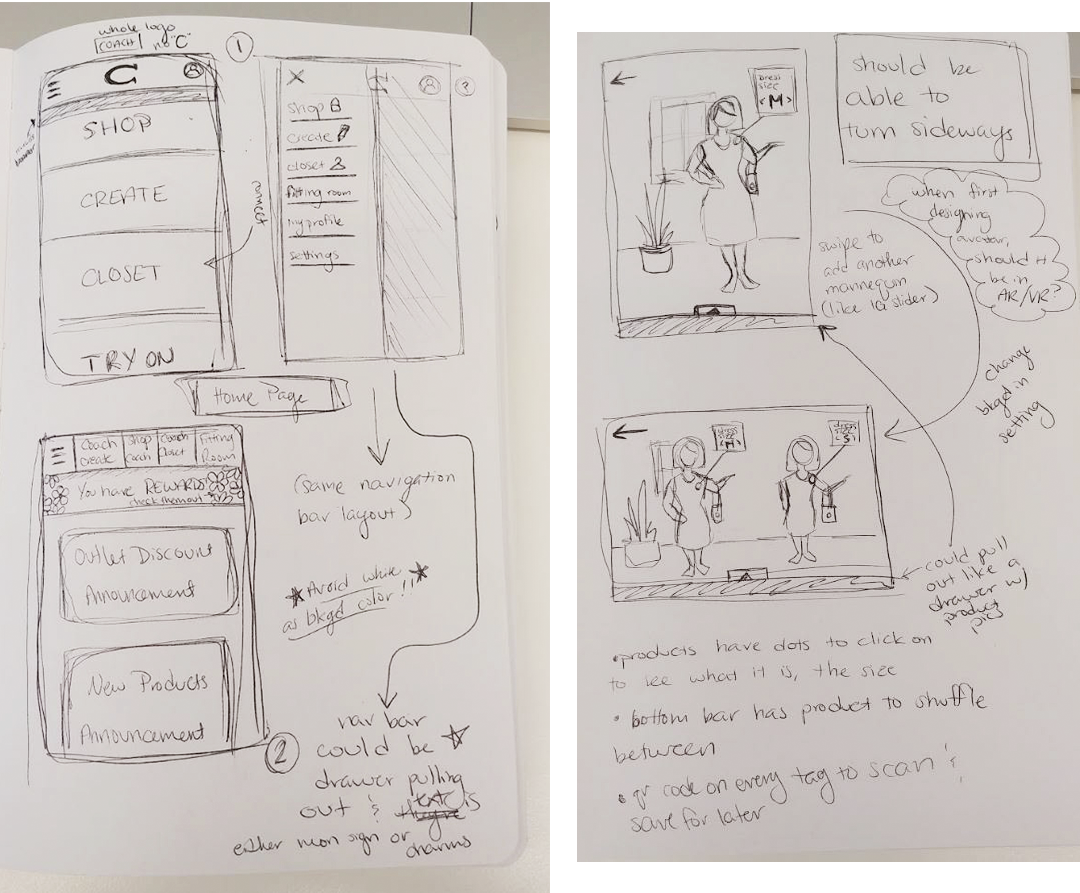 whole logo
COACH no "C"
1
C
SHOP
CREATE
CLOSET
TRY ON
connect
X
C
?
shop
create
closet
fitting room
my profile
settings
Home Page
Coach create
Shop Coach
Coach Closet
Fitting Room
You have REWARDS
check them out
Outlet Discount
Announcement
New Products
Announcement
2
(same navigation
bar layout)
Avoid white
as bkgd color!!
nav bar
could be
drawer pulling
out & text is
either neon sign or
charms
dress
size
<M>
should be
able to
turn sideways
when first
designing
avatar,
should it
be in
AR/VR?
swipe to
add another
mannequin
(like IG slider)
change
bkgd in
setting
dress
size
<M>
dress
size
<S>
could pull
out like a
drawer w/
product
pics
•products have dots to click on
to see what it is, the size
• bottom bar has product to shuffle
between
• qr code on every tag to scan &
save for later